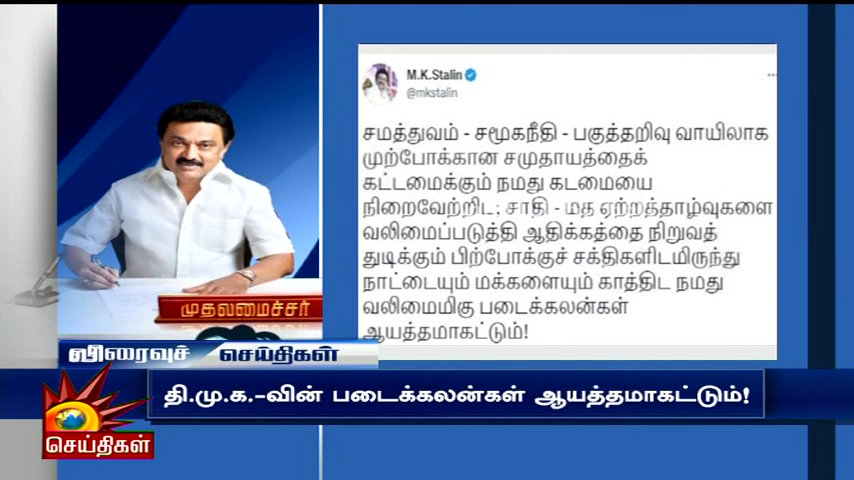 M.K.Stalin
@mkstalin
சமத்துவம் - சமூகநீதி - பகுத்தறிவு வாயிலாக
முற்போக்கான சமுதாயத்தைக்
கட்டமைக்கும் நமது கடமையை
நிறைவேற்றிட; சாதி - மத ஏற்றத்தாழ்வுகளை
வலிமைப்படுத்தி ஆதிக்கத்தை நிறுவத்
துடிக்கும் பிற்போக்குச் சக்திகளிடமிருந்து
நாட்டையும் மக்களையும் காத்திட நமது
வலிமைமிகு படைக்கலன்கள்
ஆயத்தமாகட்டும்!
முதலமைச்சர்
விரைவுச் செய்திகள்
தி.மு.க.-வின் படைக்கலன்கள் ஆயத்தமாகட்டும்!
செய்திகள்